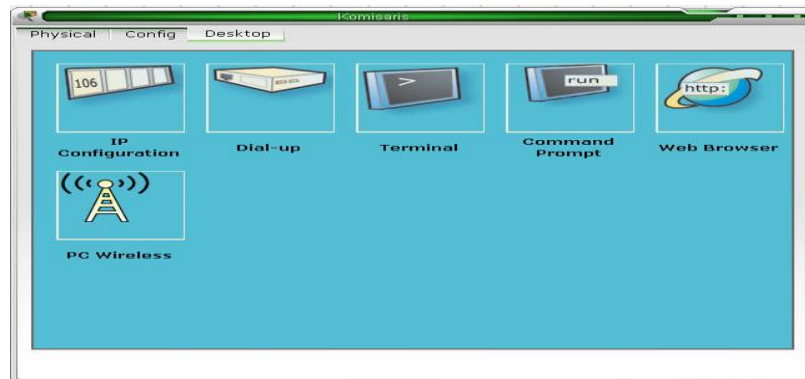 Komisaris
Physical Config Desktop
106
>
run
http:
IP Configuration
Dial-up
Terminal
Command Prompt
Web Browser
PC Wireless